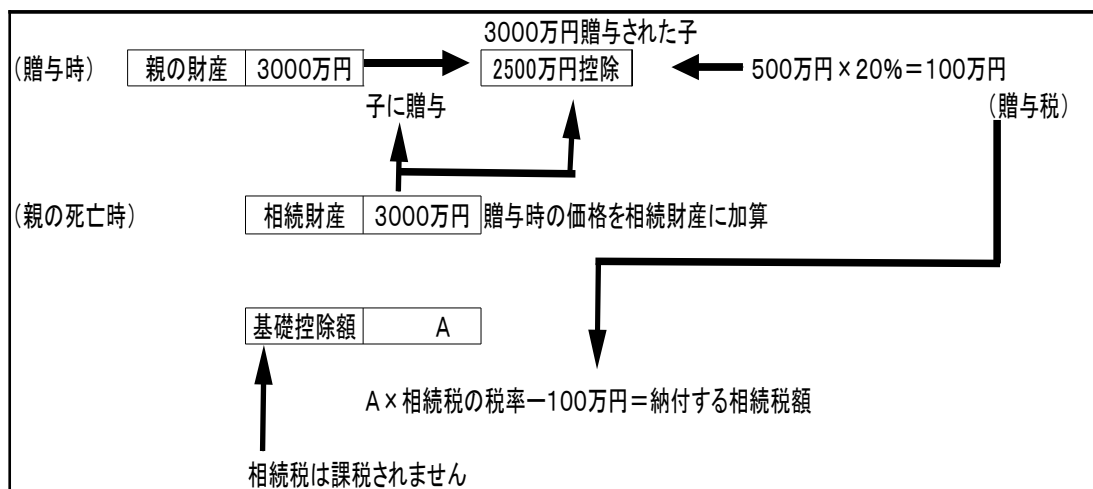 3000万円贈与された子
(贈与時) 親の財産 3000万円 2500万円控除 500万円×20%=100万円
子に贈与 (贈与税)
(親の死亡時) 相続財産 3000万円 贈与時の価格を相続財産に加算
基礎控除額 A
A×相続税の税率ー100万円=納付する相続税額
相続税は課税されません